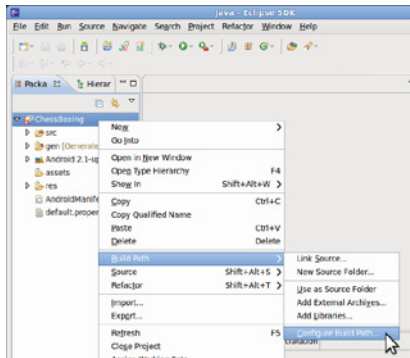 Java - Eclipse SDK
File Edit Run Source Navigate Search Project Refactor Window Help
Packa Hierar
ChessBoxing
src
gen [Generate
Android 2.1-up
assets
res
AndroidManife
default.proper
New
Go Into
Open in New Window
Open Type Hierarchy F4
Show In Shift+Alt+W
Copy Ctrl+C
Copy Qualified Name
Paste Ctrl+V
Delete Delete
Build Path
Source Shift+Alt+S
Refactor Shift+Alt+T
Import...
Export...
Refresh F5
Close Project
Link Source...
New Source Folder...
Use as Source Folder
Add External Archives...
Add Libraries...
Configure Build Path...